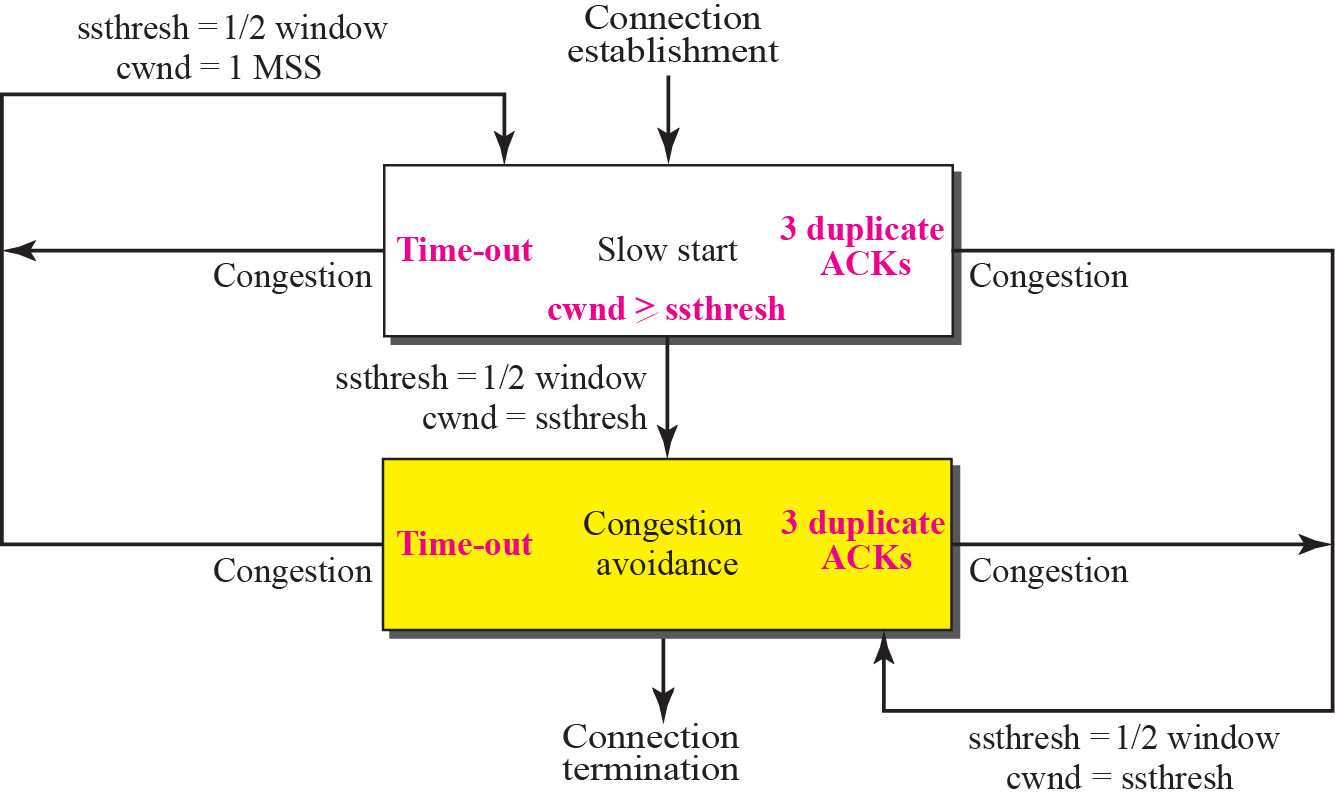 ssthresh = 1/2 window
cwnd = 1 MSS
Connection
establishment
Time-out
Slow start
3 duplicate
ACKs
Congestion
Congestion
cwnd ≥ ssthresh
ssthresh = 1/2 window
cwnd = ssthresh
Time-out
Congestion
avoidance
3 duplicate
ACKs
Congestion
Congestion
Connection
termination
ssthresh = 1/2 window
cwnd = ssthresh